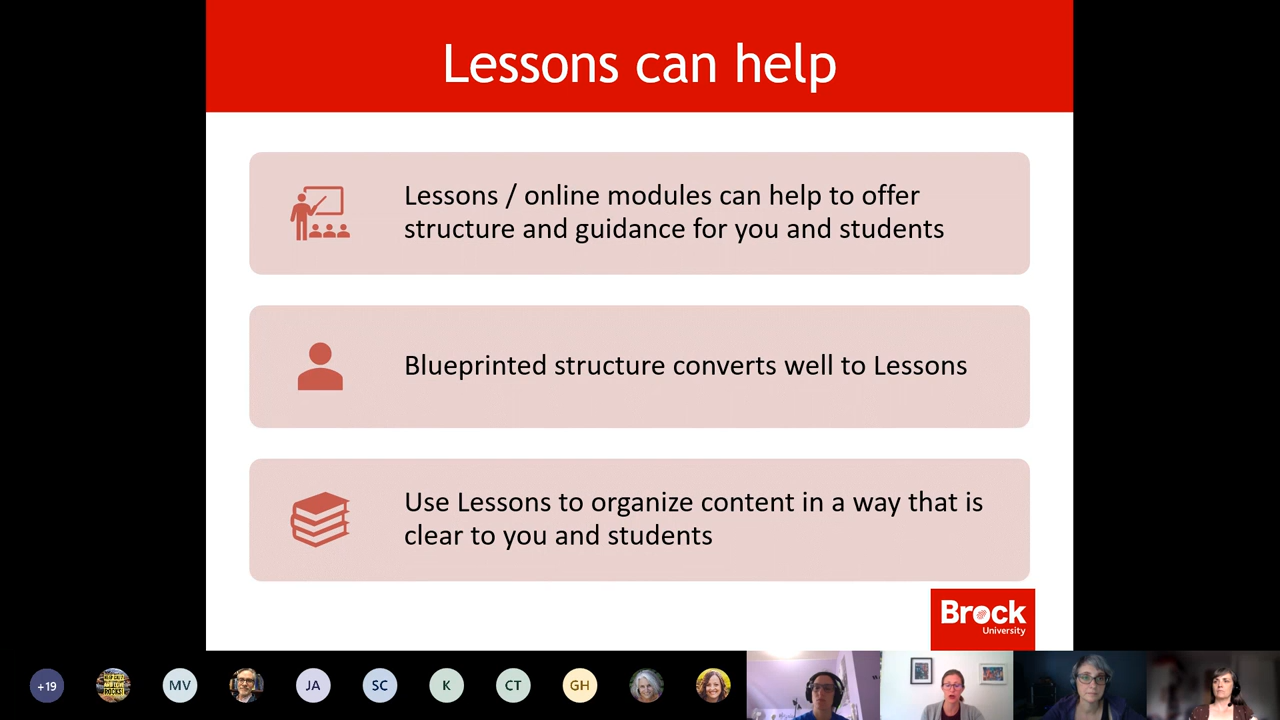 Lessons can help
Lessons / online modules can help to offer
structure and guidance for you and students
Blueprinted structure converts well to Lessons
Use Lessons to organize content in a way that is
clear to you and students
Brock
University
+19
MV
JA
SC
K
CT
GH